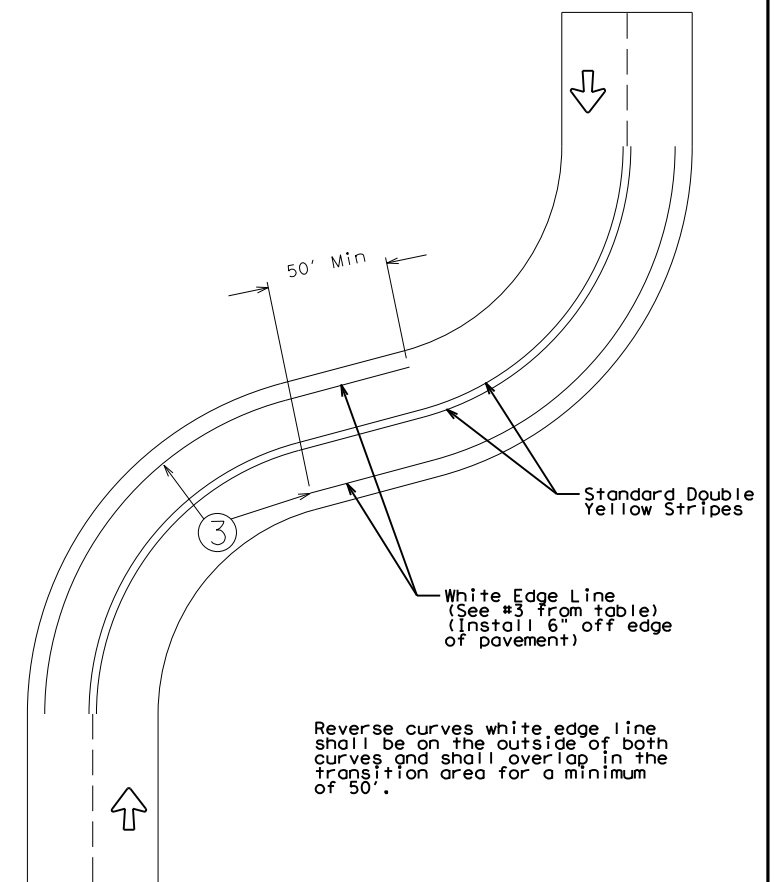 50' Min
Standard Double
Yellow Stripes
3
White Edge Line
(See #3 from table)
(Install 6" off edge
of pavement)
Reverse curves white edge line
shall be on the outside of both
curves and shall overlap in the
transition area for a minimum
of 50'.